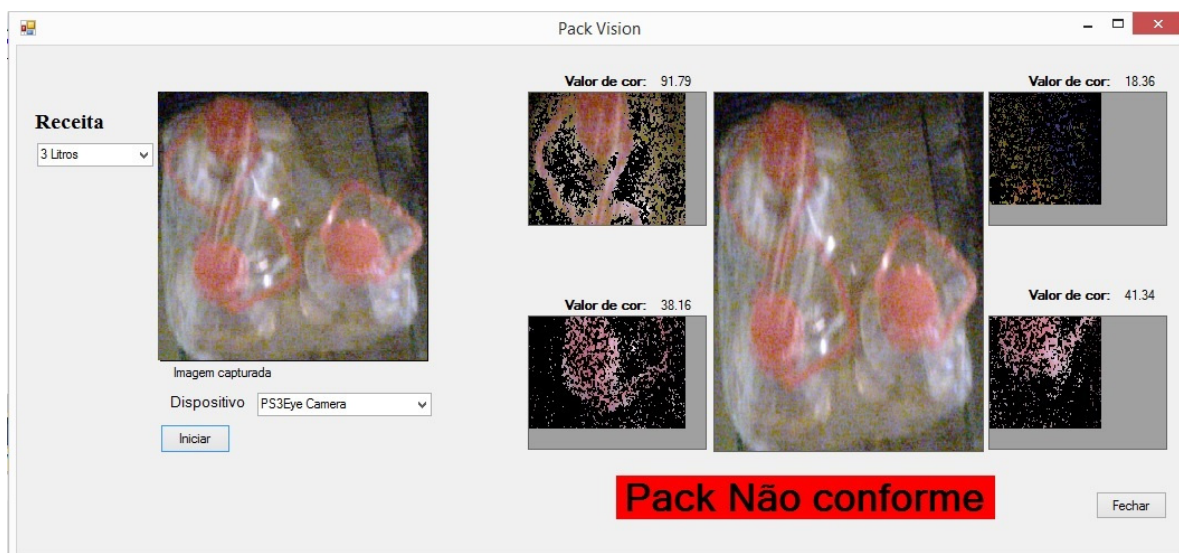 Pack Vision
Receita
3 Litros
Imagem capturada
Dispositivo
PS3Eye Camera
Iniciar
Valor de cor: 91.79
Valor de cor: 18.36
Valor de cor: 38.16
Valor de cor: 41.34
Pack Não conforme
Fechar